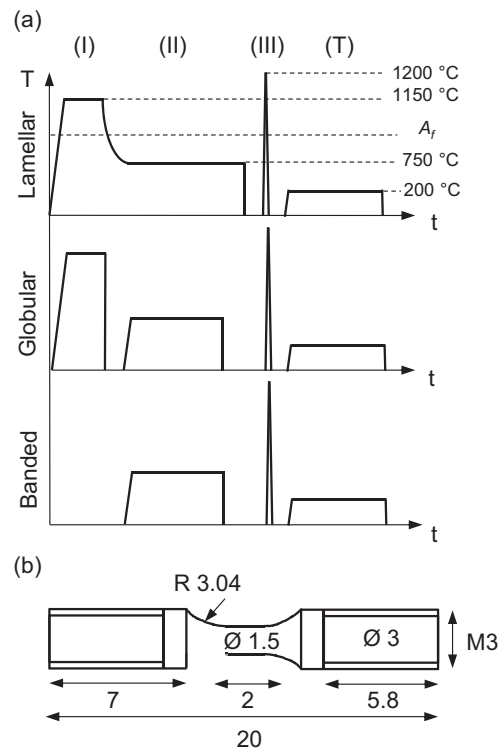 (a)
(I) (II) (III) (T)
T
1200 °C
1150 °C
Af
750 °C
200 °C
Lamellar
t
Globular
t
Banded
t
(b)
R 3.04
Ø 1.5
Ø 3
M3
7
2
5.8
20